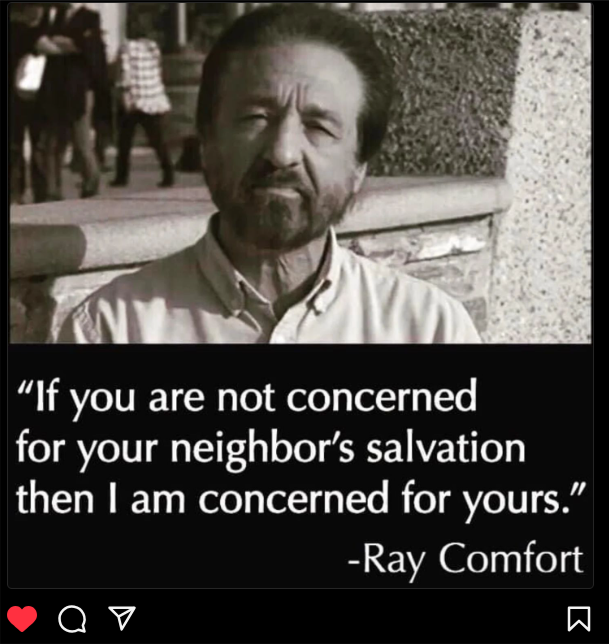 “If you are not concerned
for your neighbor’s salvation
then I am concerned for yours.”
-Ray Comfort